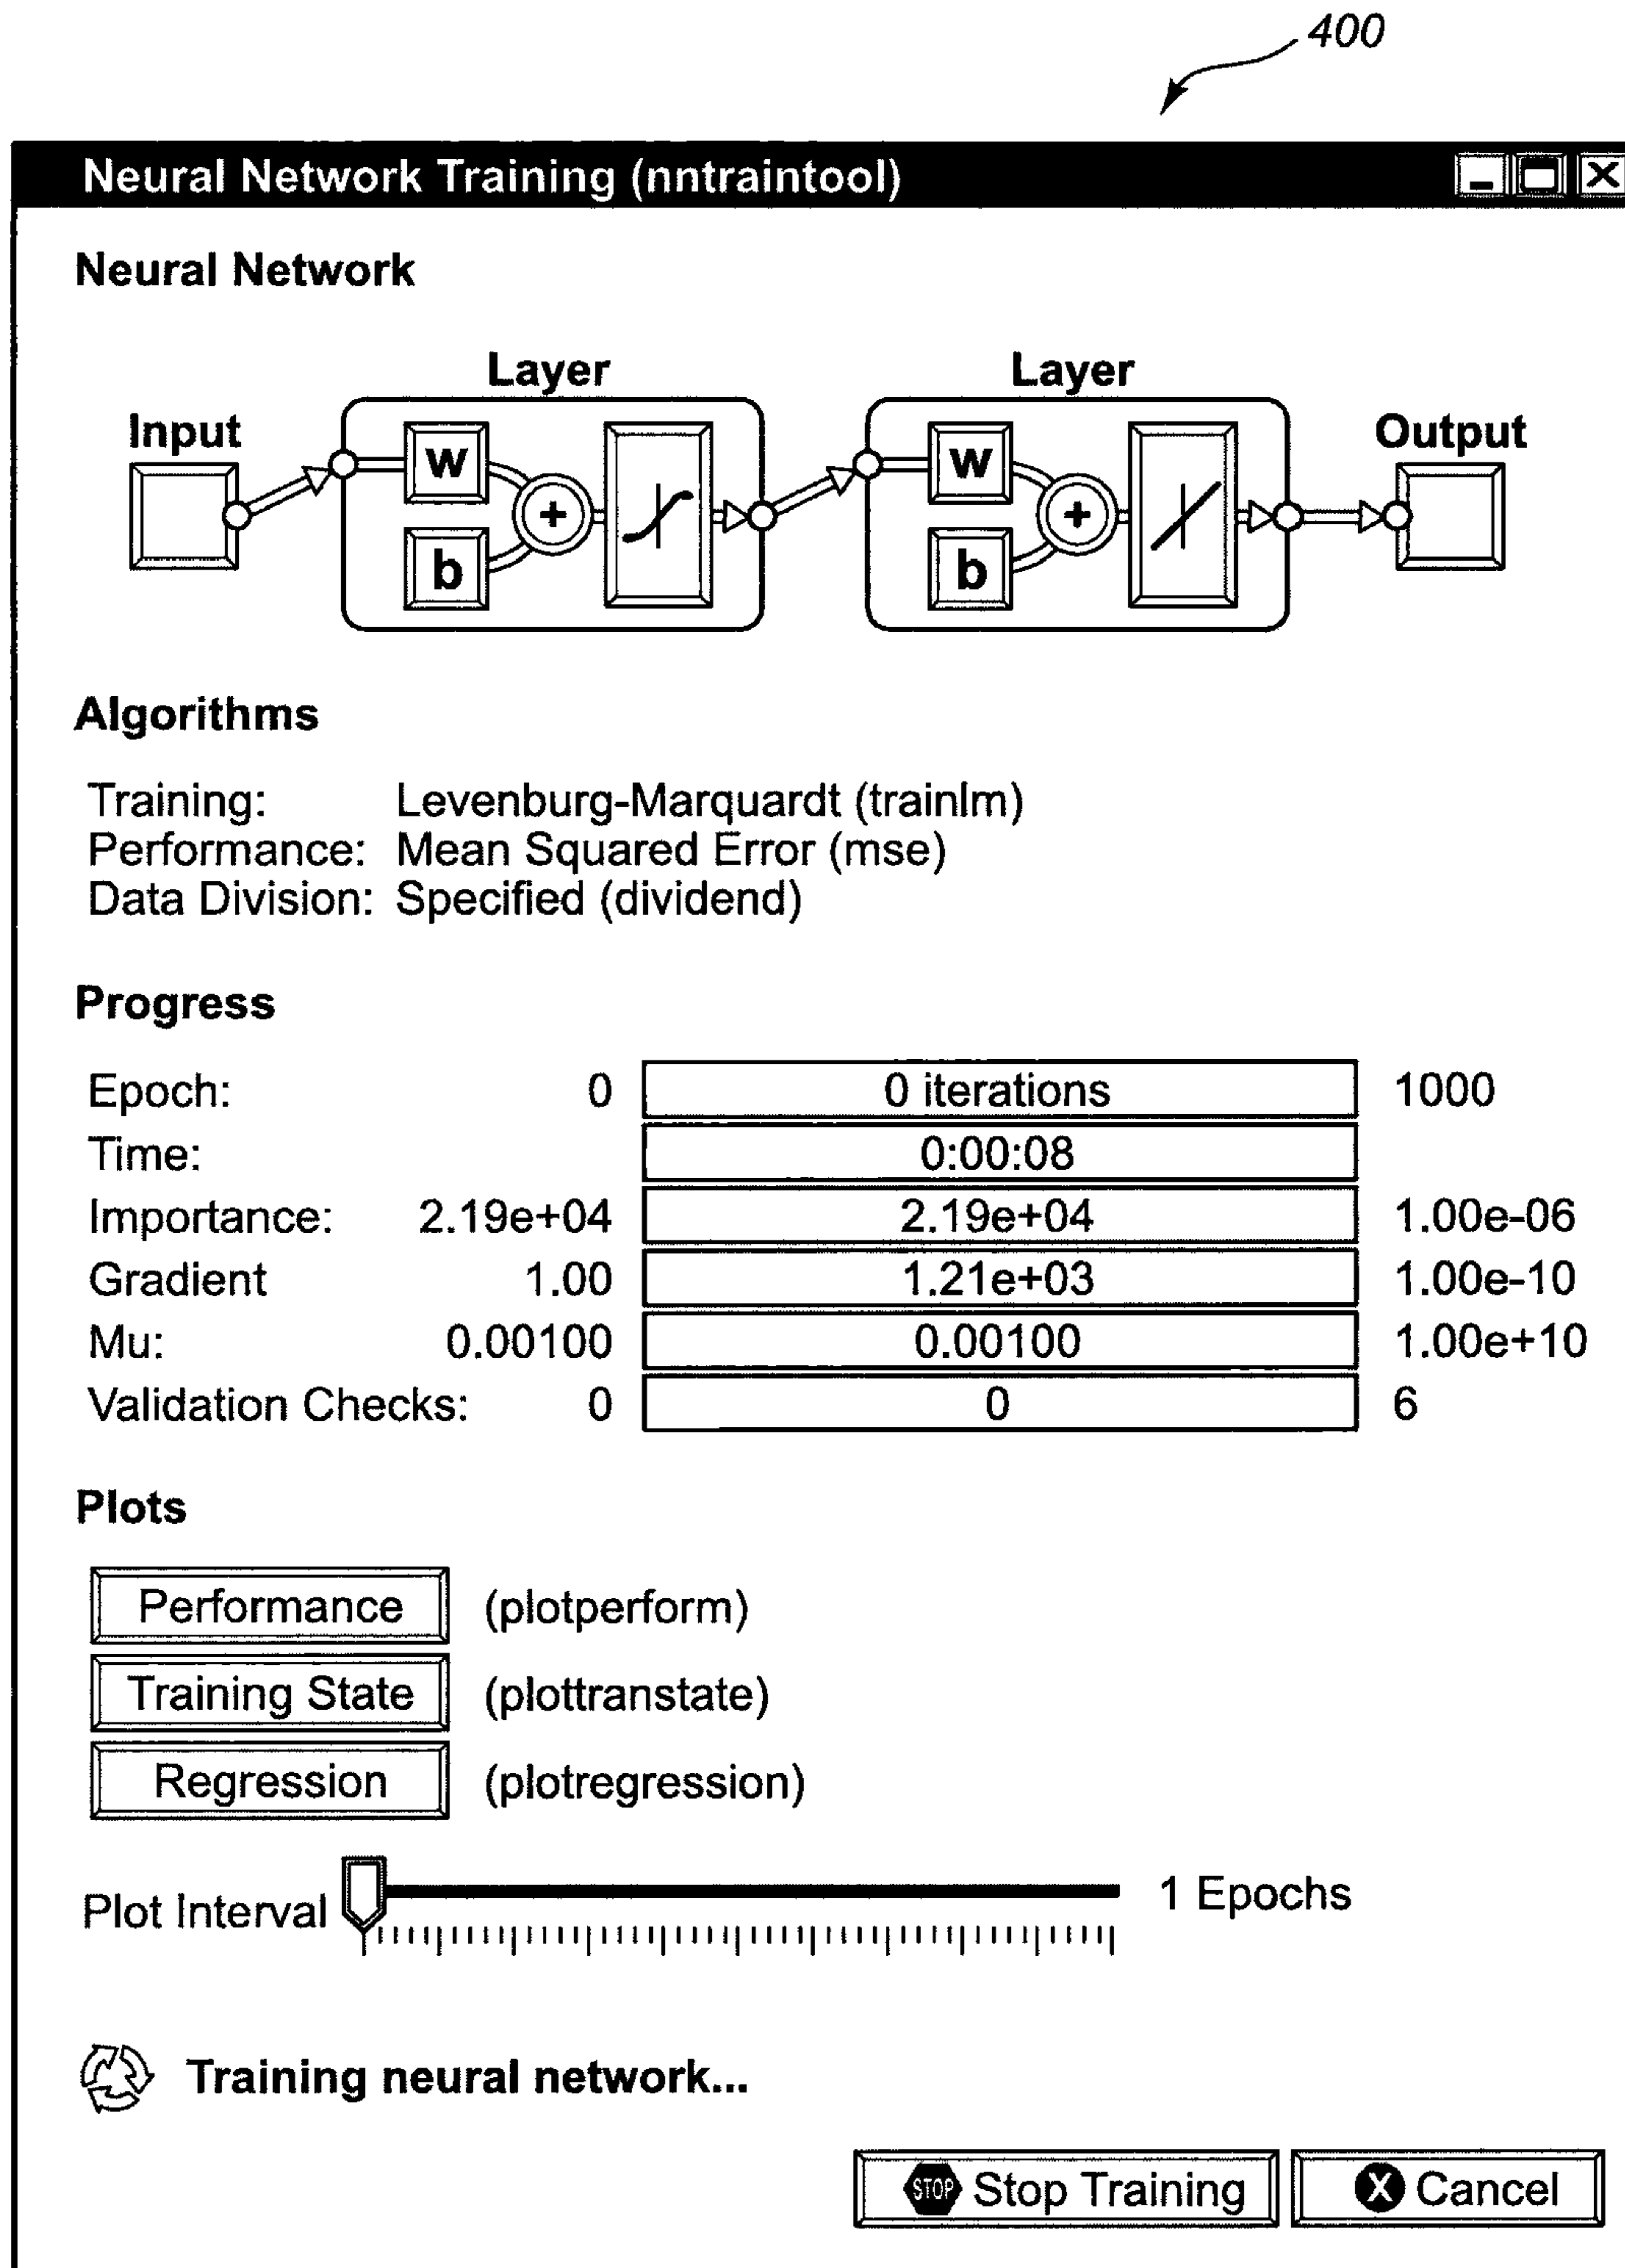 400
Neural Network Training (nntraintool)
Neural Network
Layer Layer
Input Output
w w
+ +
b b
Algorithms
Training: Levenburg-Marquardt (trainlm)
Performance: Mean Squared Error (mse)
Data Division: Specified (dividend)
Progress
Epoch: 0 0 iterations 1000
Time: 0:00:08
Importance: 2.19e+04 2.19e+04 1.00e-06
Gradient 1.00 1.21e+03 1.00e-10
Mu: 0.00100 0.00100 1.00e+10
Validation Checks: 0 0 6
Plots
Performance (plotperform)
Training State (plottranstate)
Regression (plotregression)
Plot Interval 1 Epochs
Training neural network...
STOP Stop Training X Cancel